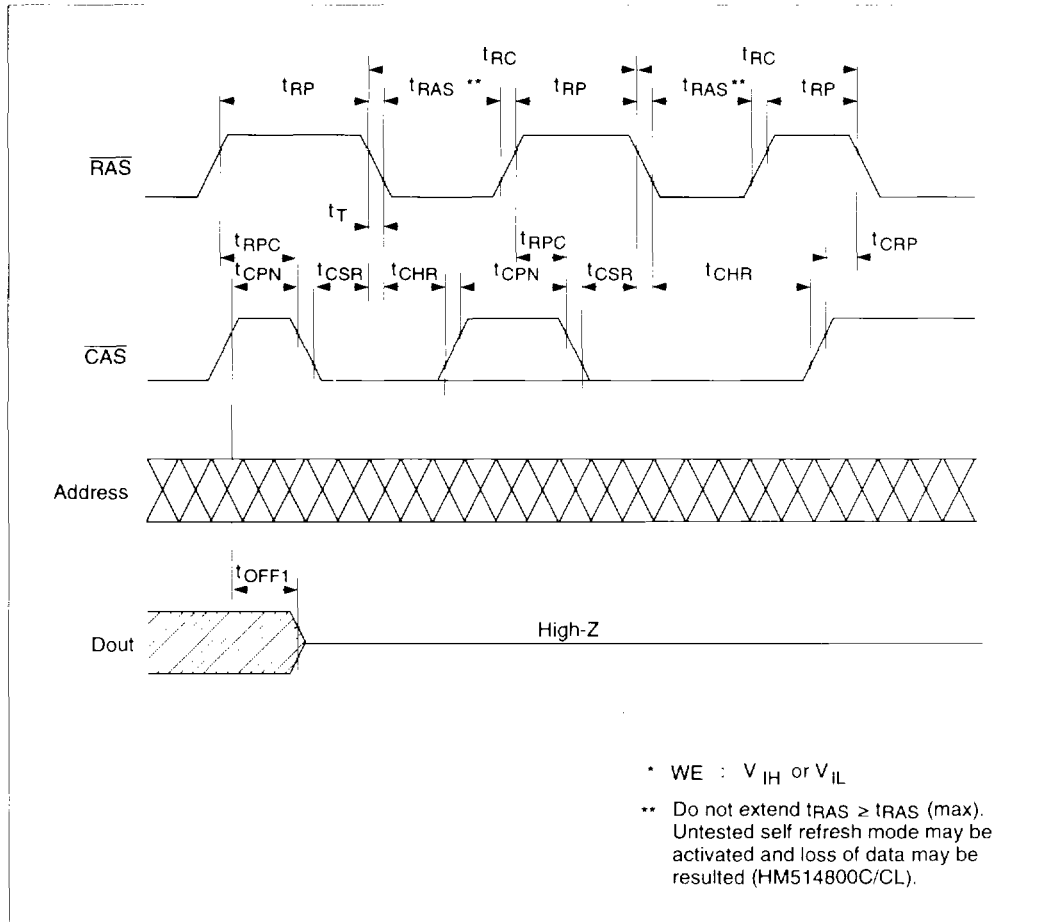 tRC tRC
tRP tRAS ** tRP tRAS ** tRP
RAS
tT
tRPC tRPC tCRP
tCPN tCSR tCHR tCPN tCSR tCHR
CAS
Address
tOFF1
Dout High-Z
* WE : VIH or ViL
** Do not extend tRAS ≥ tRAS (max).
Untested self refresh mode may be
activated and loss of data may be
resulted (HM514800C/CL).